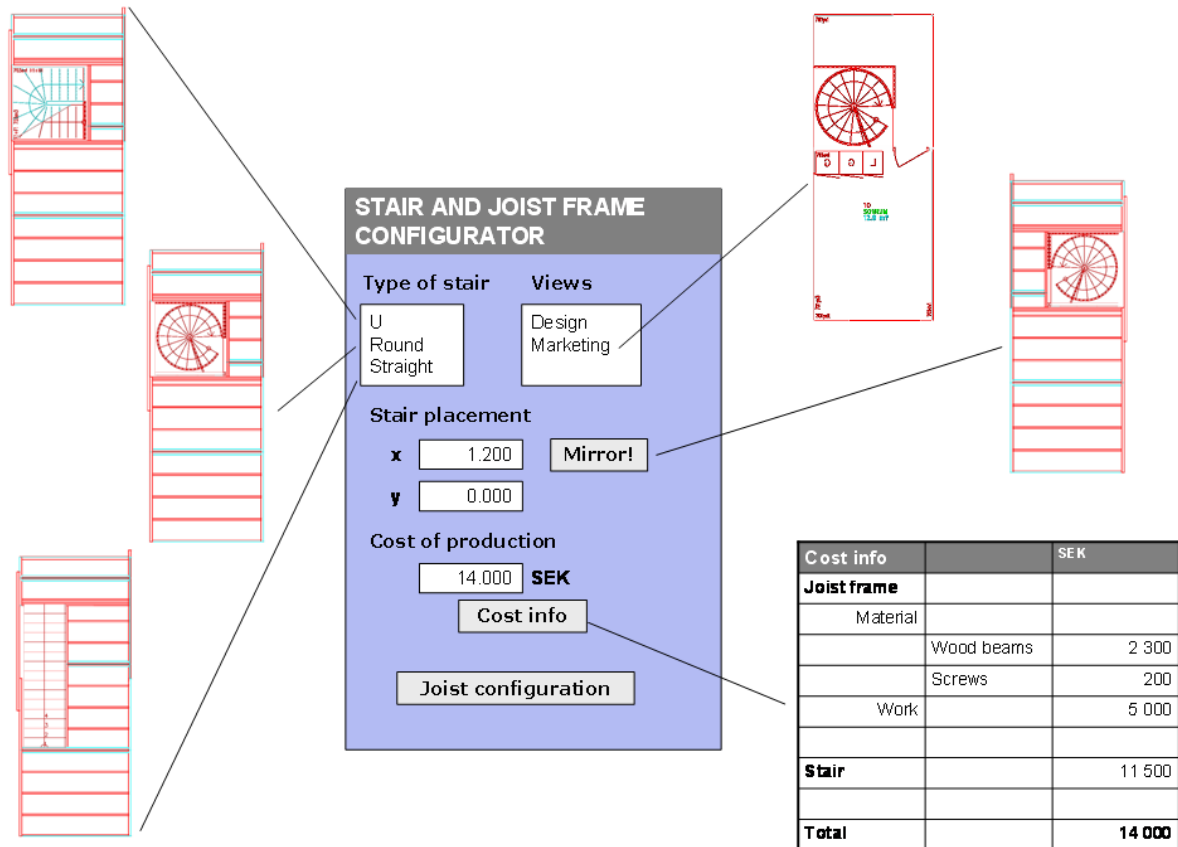 STAIR AND JOIST FRAME
CONFIGURATOR
Type of stair
Views
U
Round
Straight
Design
Marketing
Stair placement
x 1.200
Mirror!
y 0.000
Cost of production
14.000 SEK
Cost info
Joist configuration
Cost info SEK
Joist frame
Material
Wood beams 2 300
Screws 200
Work 5 000
Stair 11 500
Total 14 000